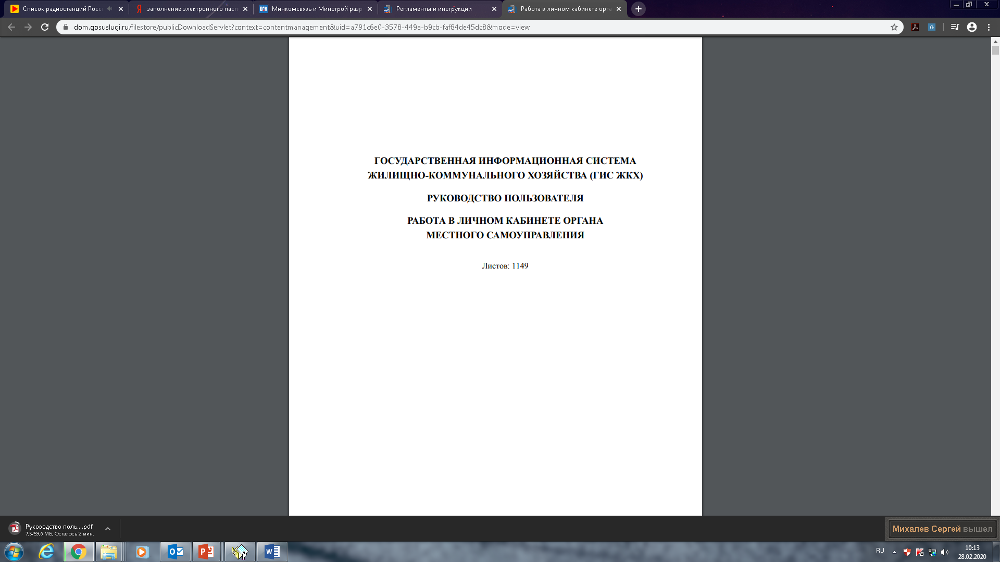 Список радиостанций Росс
заполнение электронного расп
Минкомсвязь и Минстрой разр
Регламенты и инструкции
Работа в личном кабинете орга
dom.gosuslugi.ru/filestore/publicDownloadServlet?context=contentmanagement&uid=a791c6e0-3578-449a-b9cb-faf84de45dc8&mode=view
ГОСУДАРСТВЕННАЯ ИНФОРМАЦИОННАЯ СИСТЕМА
ЖИЛИЩНО-КОММУНАЛЬНОГО ХОЗЯЙСТВА (ГИС ЖКХ)
РУКОВОДСТВО ПОЛЬЗОВАТЕЛЯ
РАБОТА В ЛИЧНОМ КАБИНЕТЕ ОРГАНА
МЕСТНОГО САМОУПРАВЛЕНИЯ
Листов: 1149
Руководство поль....pdf
7,5/59,6 МБ, Осталось 2 мин.
Михалев Сергей вышел
RU
10:13
28.02.2020